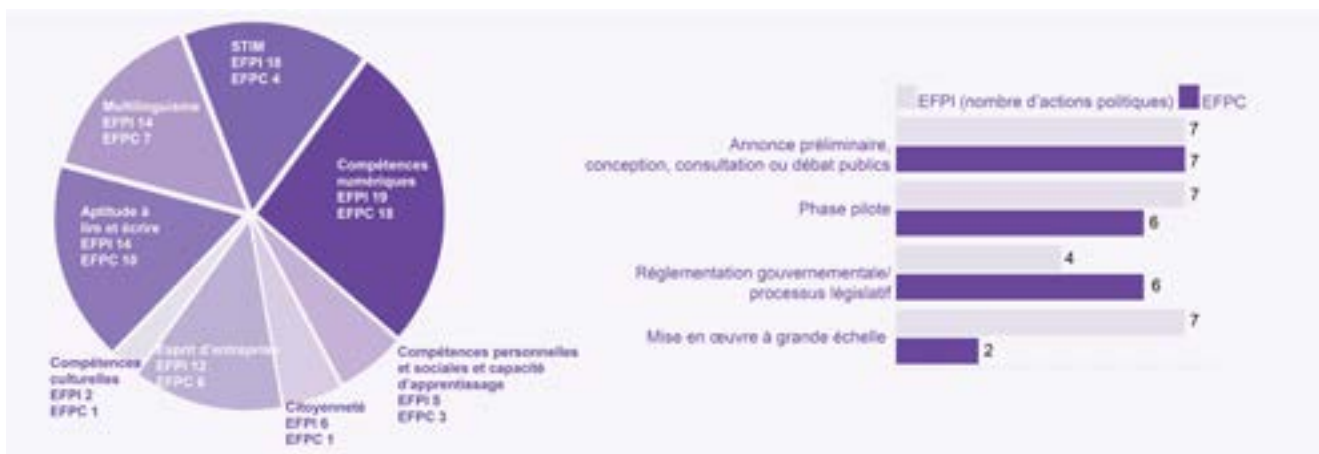 STIM
EFPI 18
EFPC 4
Multilinguisme
EFPI 14
EFPC 7
Compétences
numériques
EFPI 19
EFPC 18
Aptitude à
lire et écrire
EFPI 14
EFPC 10
Compétences
culturelles
EFPI 2
EFPC 1
Esprit d'entreprise
EFPI 12
EFPC 6
Citoyenneté
EFPI 6
EFPC 1
Compétences personnelles
et sociales et capacité
d'apprentissage
EFPI 5
EFPC 3
EFPI (nombre d'actions politiques) EFPC
Annonce préliminaire,
conception, consultation ou débat publics
7
7
Phase pilote
7
6
Réglementation gouvernementale/
processus législatif
4
6
Mise en œuvre à grande échelle
7
2